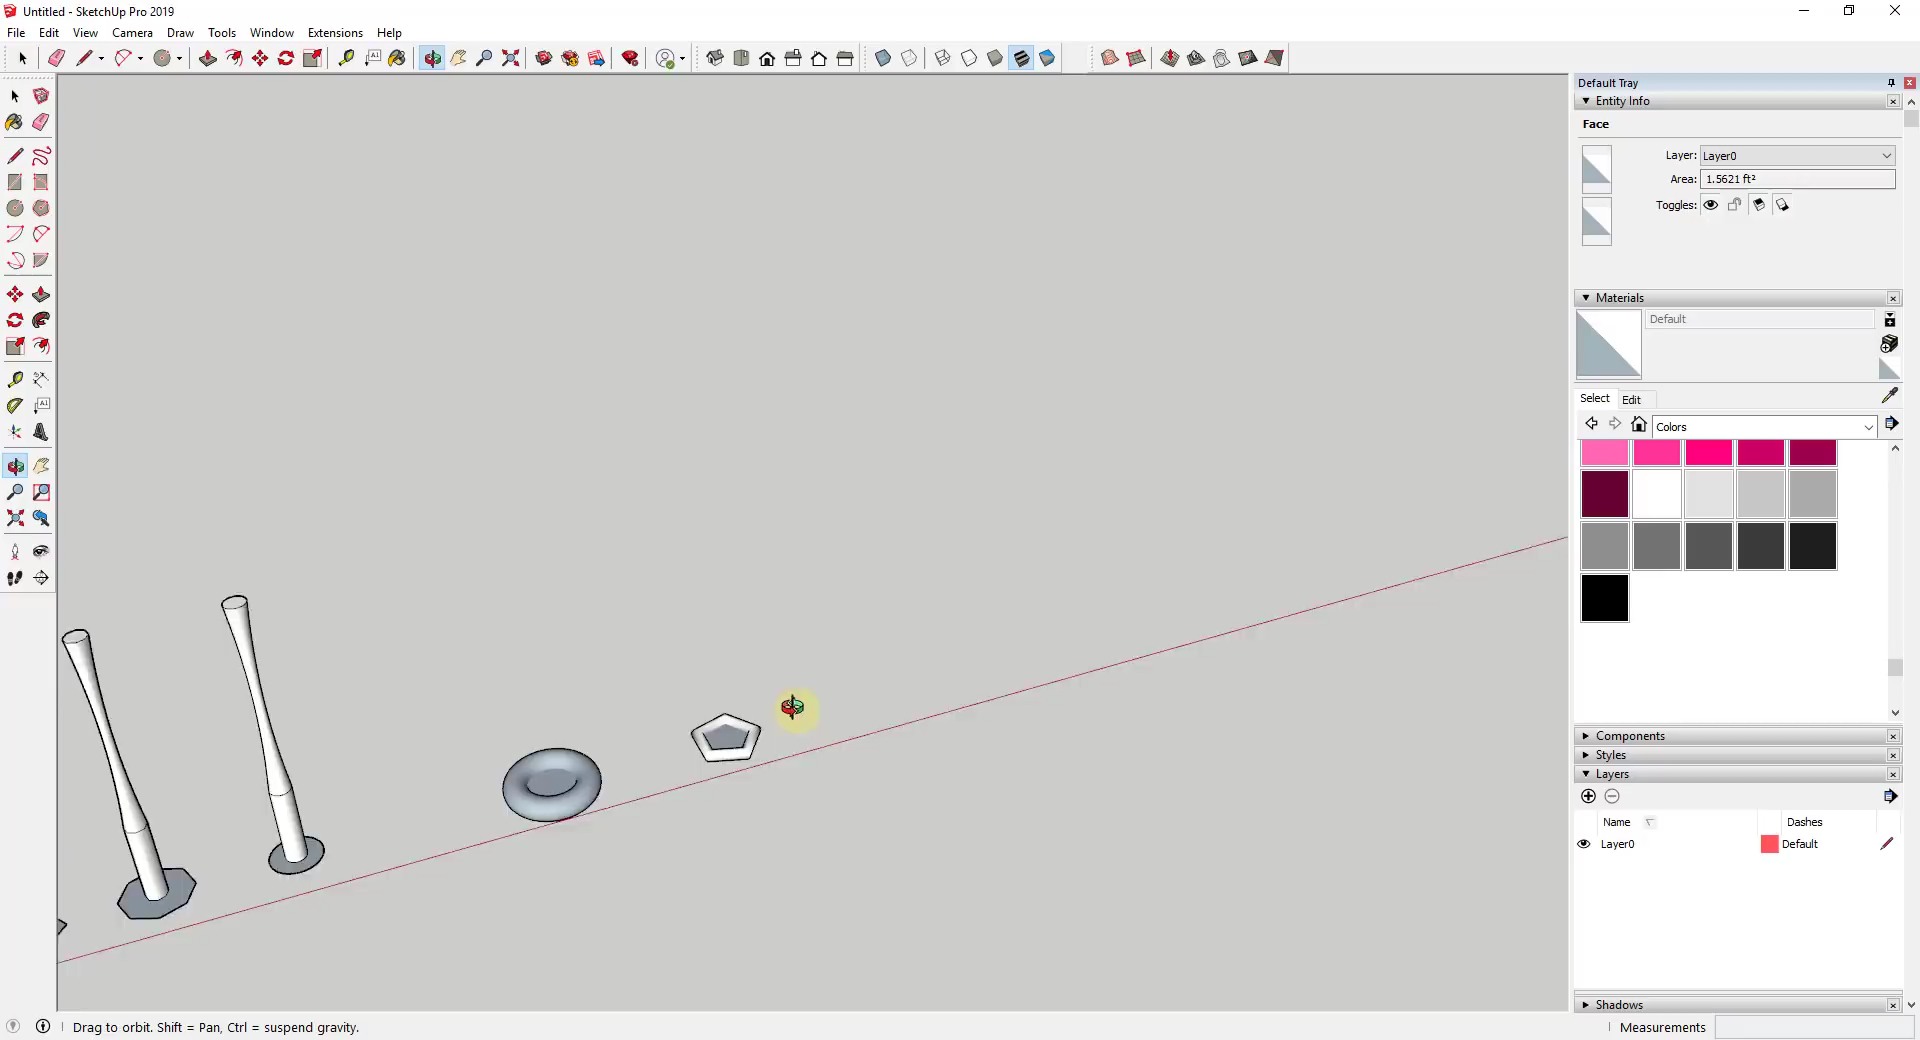 Untitled - SketchUp Pro 2019
File Edit View Camera Draw Tools Window Extensions Help
Default Tray
Entity Info
Face
Layer: Layer0
Area: 1.5621 ft²
Toggles:
Materials
Default
Select Edit
Colors
Components
Styles
Layers
Name Dashes
Layer0 Default
Shadows
Drag to orbit. Shift = Pan, Ctrl = suspend gravity.
Measurements